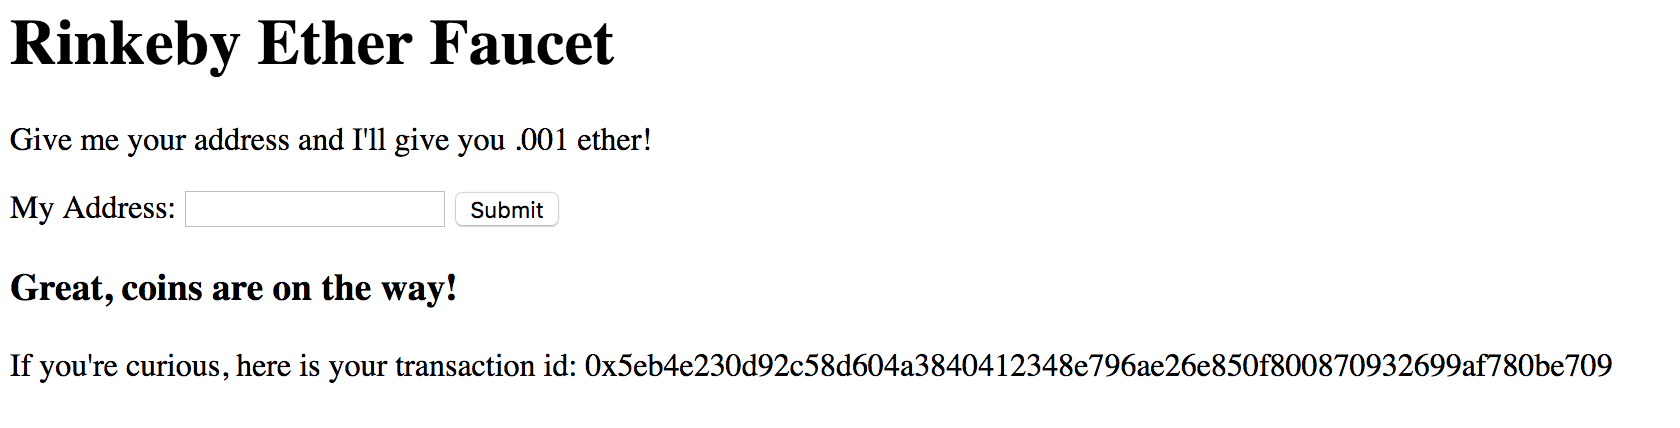 Rinkeby Ether Faucet
Give me your address and I'll give you .001 ether!
My Address: Submit
Great, coins are on the way!
If you're curious, here is your transaction id: 0x5eb4e230d92c58d604a3840412348e796ae26e850f800870932699af780be709